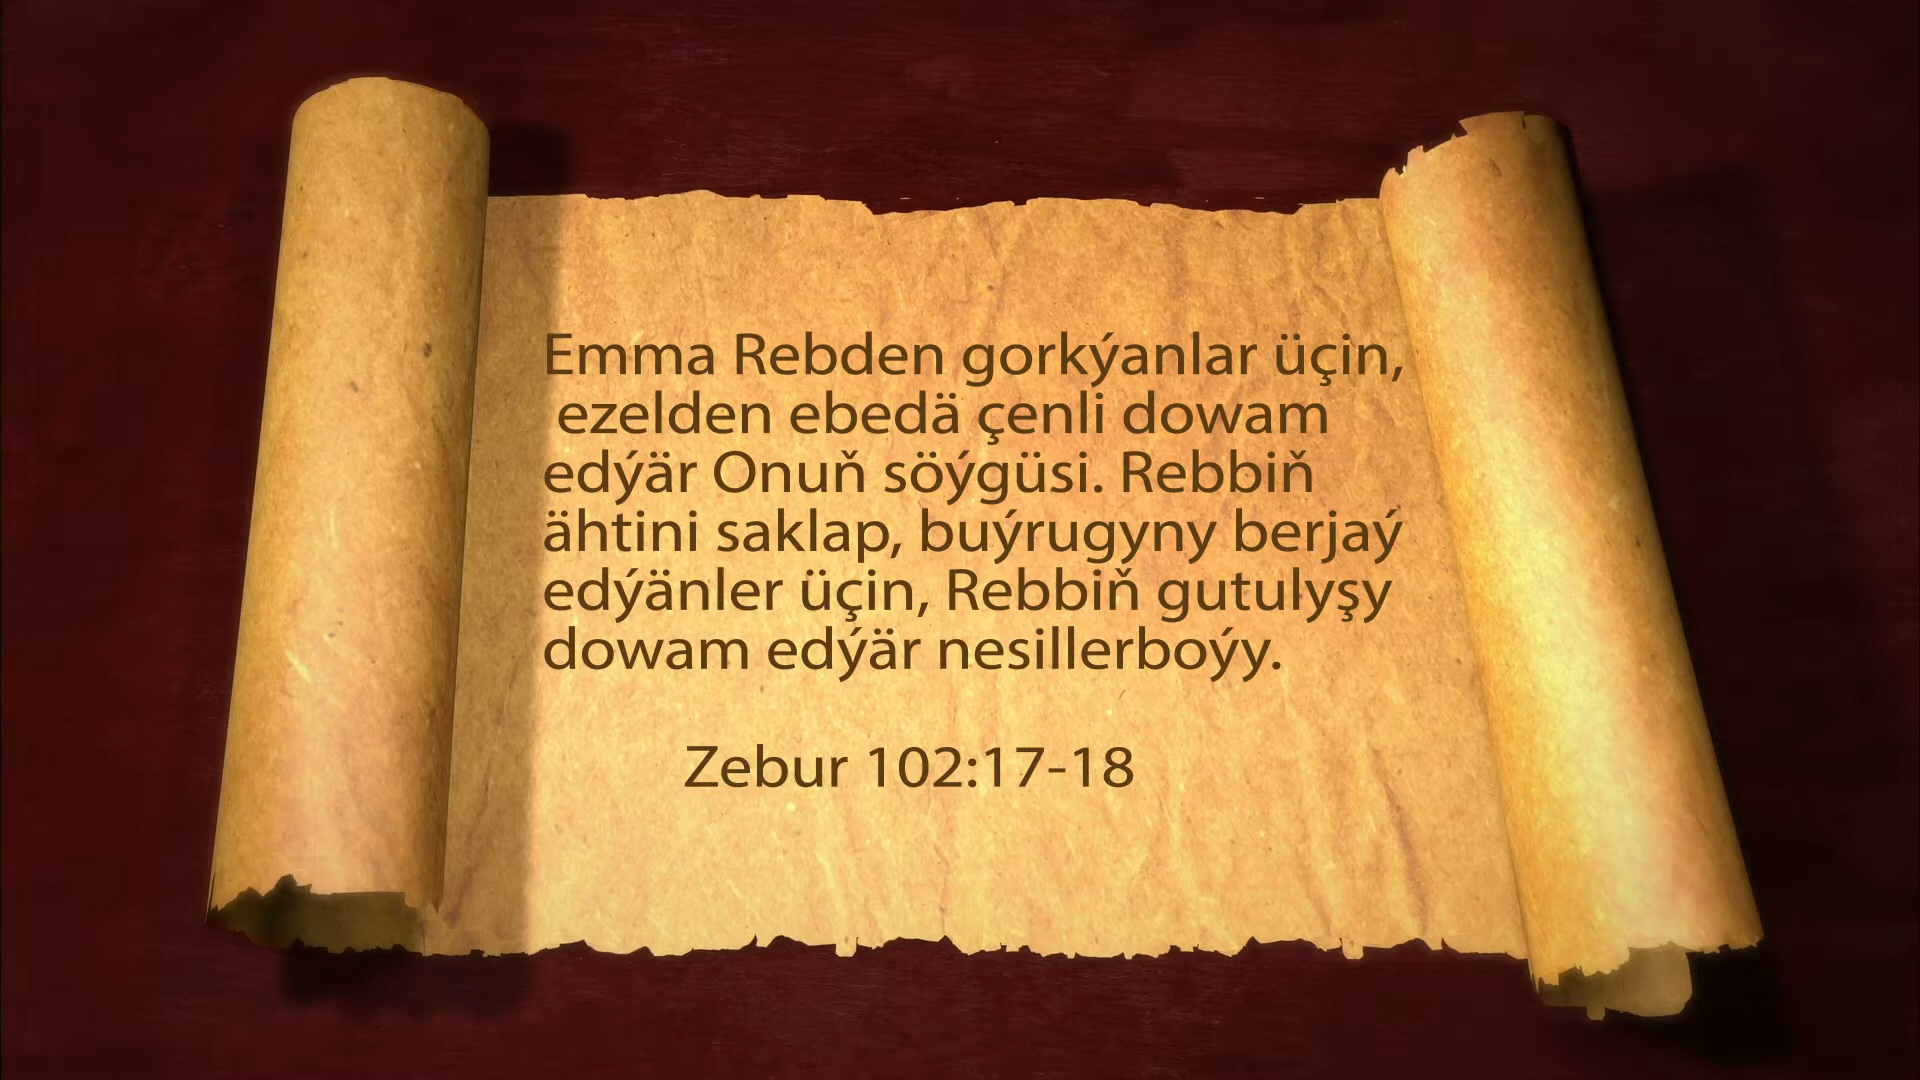 Emma Rebden gorkýanlar üçin,
ezelden ebedä çenli dowam
edýär Onuň söýgüsi. Rebbiň
ähtini saklap, buýrugyny berjaý
edýänler üçin, Rebbiň gutulyşy
dowam edýär nesillerboýy.
Zebur 102:17-18